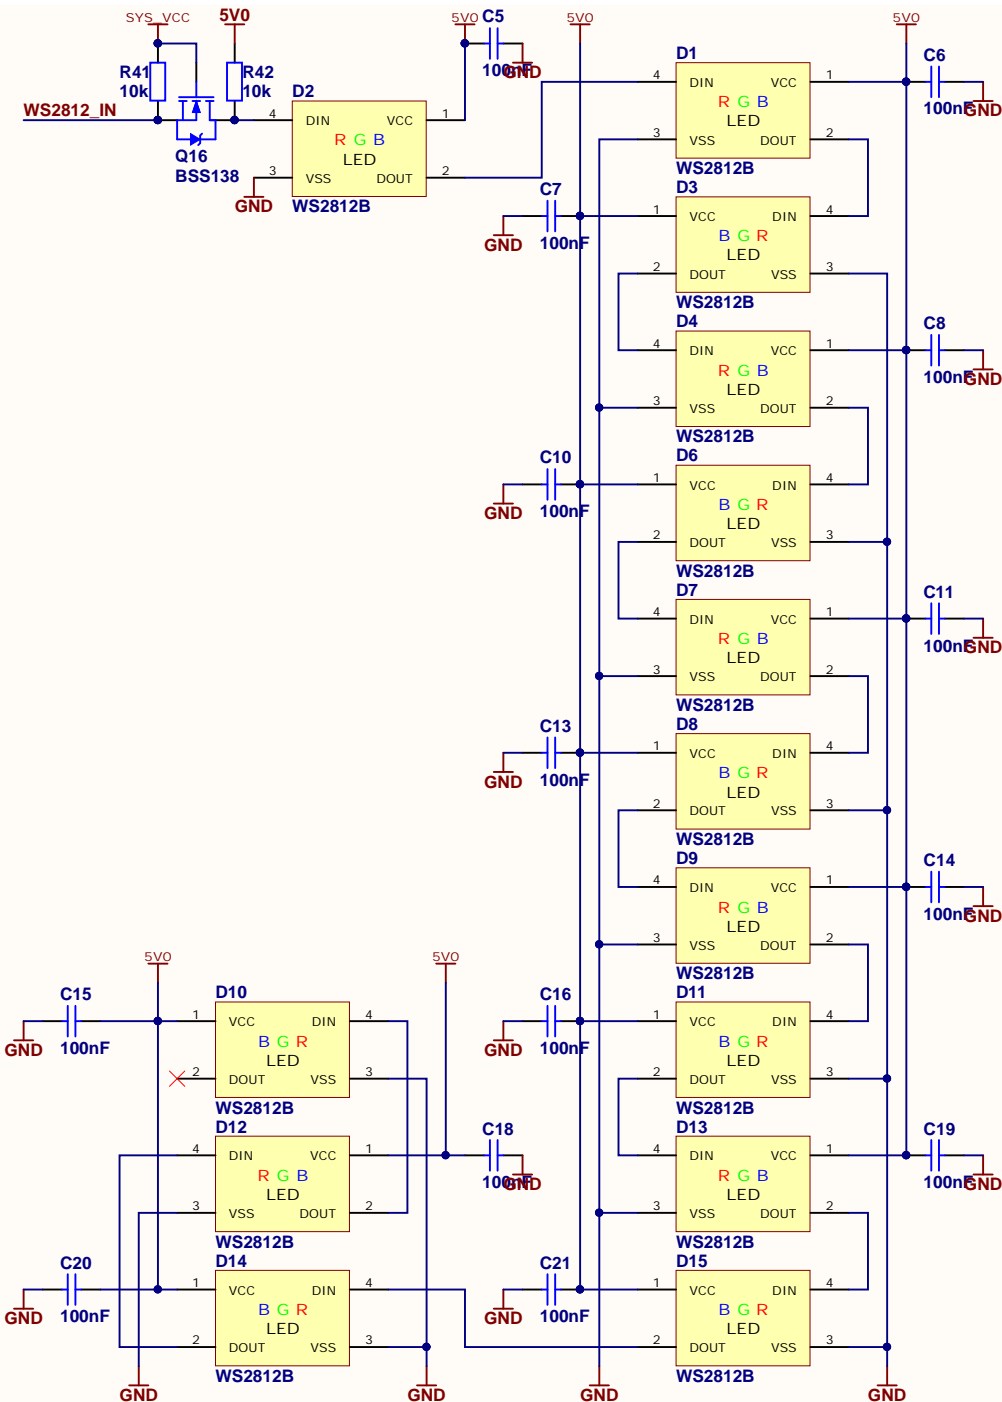 SYS_VCC
5V0
5V0
C5
100nF
GND
5V0
5V0
R41
10k
R42
10k
WS2812_IN
Q16
BSS138
D2
4 DIN VCC 1
R G B
LED
3 VSS DOUT 2
WS2812B
GND
D1
4 DIN VCC 1
R G B
LED
3 VSS DOUT 2
WS2812B
C6
100nF
GND
C7
100nF
GND
D3
1 VCC DIN 4
B G R
LED
2 DOUT VSS 3
WS2812B
D4
4 DIN VCC 1
R G B
LED
3 VSS DOUT 2
WS2812B
C8
100nF
GND
C10
100nF
GND
D6
1 VCC DIN 4
B G R
LED
2 DOUT VSS 3
WS2812B
D7
4 DIN VCC 1
R G B
LED
3 VSS DOUT 2
WS2812B
C11
100nF
GND
C13
100nF
GND
D8
1 VCC DIN 4
B G R
LED
2 DOUT VSS 3
WS2812B
D9
4 DIN VCC 1
R G B
LED
3 VSS DOUT 2
WS2812B
C14
100nF
GND
5V0
5V0
C15
100nF
GND
D10
1 VCC DIN 4
B G R
LED
2 DOUT VSS 3
WS2812B
C16
100nF
GND
D11
1 VCC DIN 4
B G R
LED
2 DOUT VSS 3
WS2812B
D12
4 DIN VCC 1
R G B
LED
3 VSS DOUT 2
WS2812B
C18
100nF
GND
D13
4 DIN VCC 1
R G B
LED
3 VSS DOUT 2
WS2812B
C19
100nF
GND
C20
100nF
GND
D14
1 VCC DIN 4
B G R
LED
2 DOUT VSS 3
WS2812B
C21
100nF
GND
D15
1 VCC DIN 4
B G R
LED
2 DOUT VSS 3
WS2812B
GND
GND
GND
GND